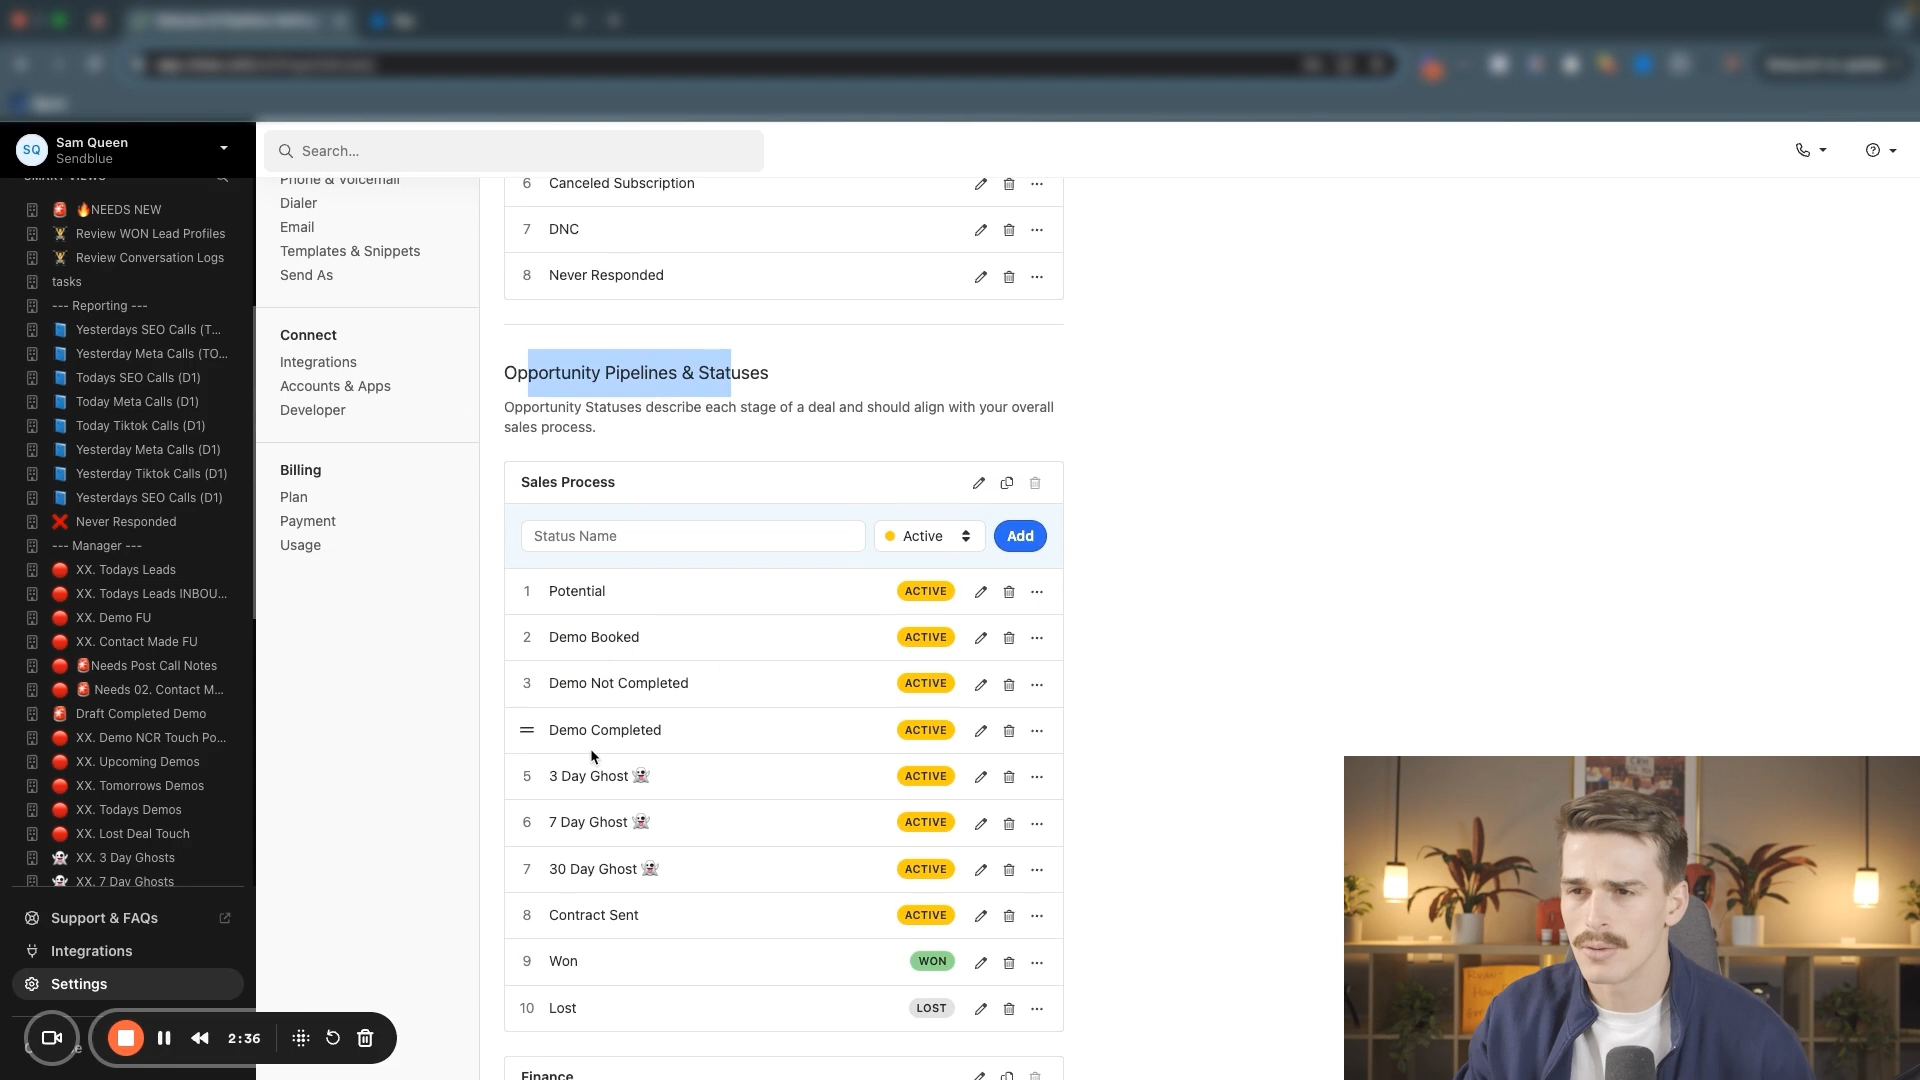 SQ
Sam Queen
Sendblue
Search...
🔥NEEDS NEW
Review WON Lead Profiles
Review Conversation Logs
tasks
--- Reporting ---
Yesterdays SEO Calls (T...
Yesterday Meta Calls (TO...
Todays SEO Calls (D1)
Today Meta Calls (D1)
Today Tiktok Calls (D1)
Yesterday Meta Calls (D1)
Yesterday Tiktok Calls (D1)
Yesterdays SEO Calls (D1)
Never Responded
--- Manager ---
XX. Todays Leads
XX. Todays Leads INBOU...
XX. Demo FU
XX. Contact Made FU
Needs Post Call Notes
Needs 02. Contact M...
Draft Completed Demo
XX. Demo NCR Touch Po...
XX. Upcoming Demos
XX. Tomorrows Demos
XX. Todays Demos
XX. Lost Deal Touch
XX. 3 Day Ghosts
XX. 7 Day Ghosts
Support & FAQs
Integrations
Settings
2:36
Phone & Voicemail
Dialer
Email
Templates & Snippets
Send As
Connect
Integrations
Accounts & Apps
Developer
Billing
Plan
Payment
Usage
6 Canceled Subscription
7 DNC
8 Never Responded
Opportunity Pipelines & Statuses
Opportunity Statuses describe each stage of a deal and should align with your overall
sales process.
Sales Process
Status Name Active Add
1 Potential ACTIVE
2 Demo Booked ACTIVE
3 Demo Not Completed ACTIVE
Demo Completed ACTIVE
5 3 Day Ghost 👻 ACTIVE
6 7 Day Ghost 👻 ACTIVE
7 30 Day Ghost 👻 ACTIVE
8 Contract Sent ACTIVE
9 Won WON
10 Lost LOST
Finance